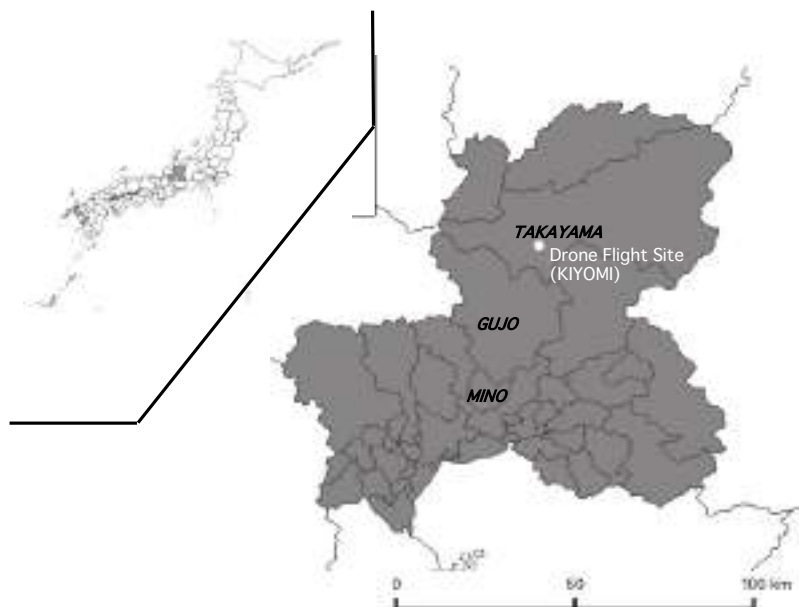 TAKAYAMA
Drone Flight Site
(KIYOMI)
GUJO
MINO
0 50 100 km